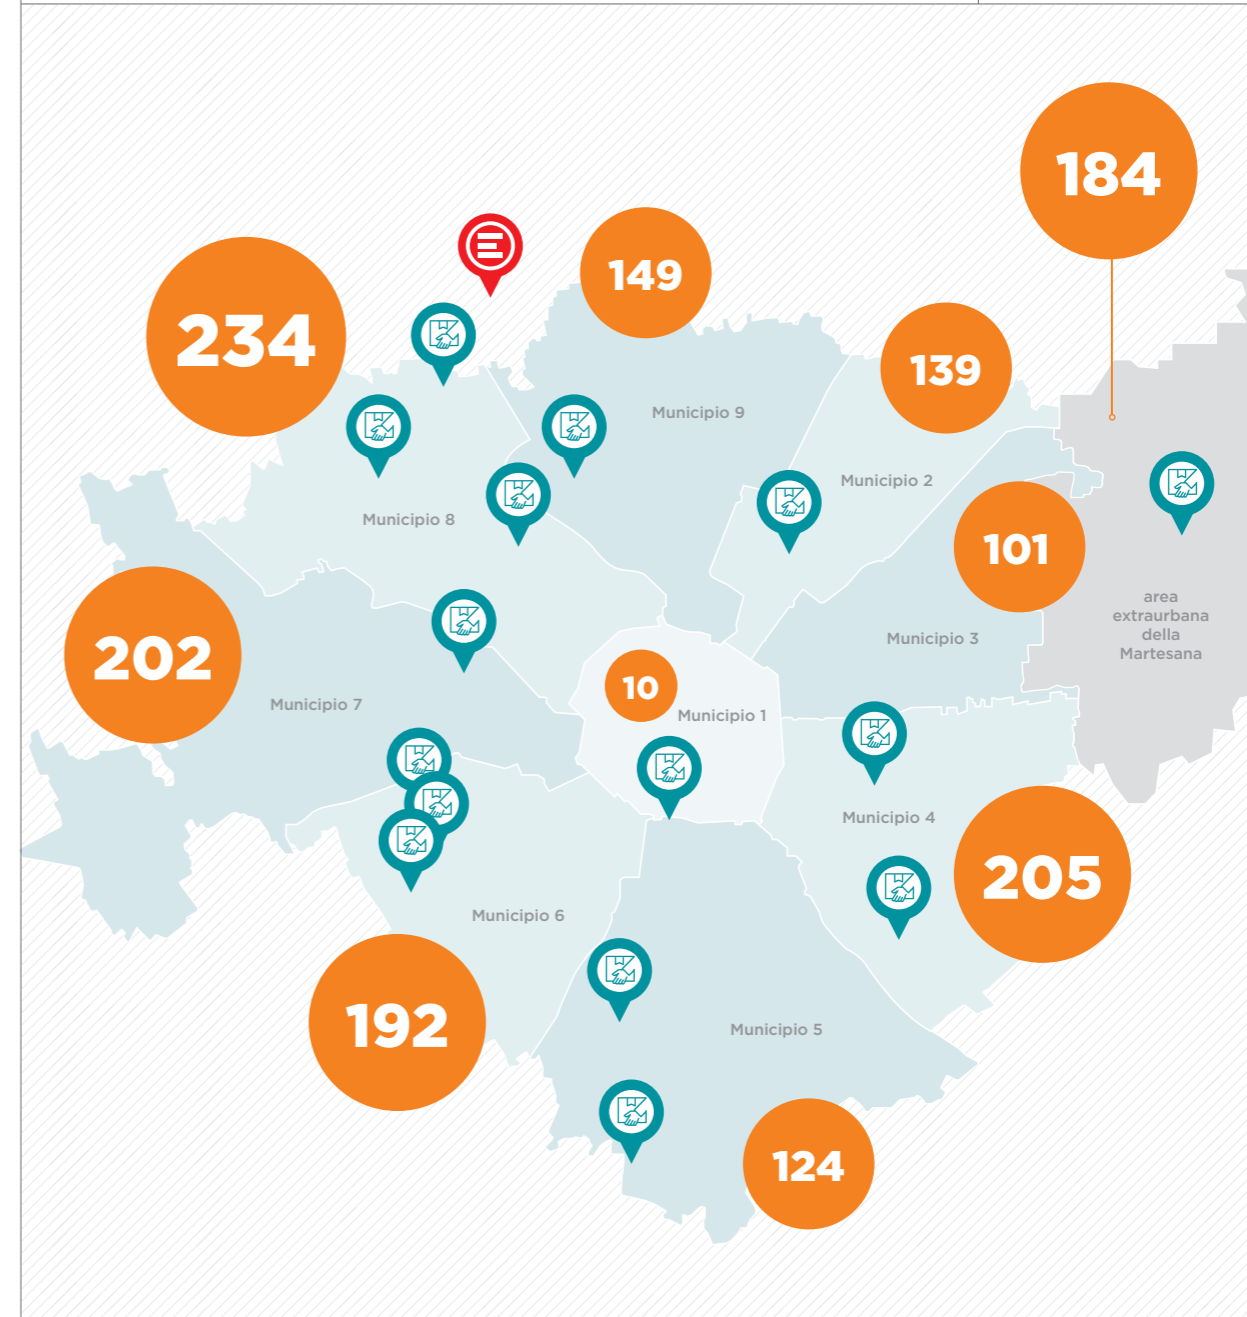 184
149
234
139
Municipio 9
Municipio 2
Municipio 8
101
area
extraurbana
della
Martesana
Municipio 3
202
10
Municipio 7
Municipio 1
Municipio 4
205
Municipio 6
192
Municipio 5
124